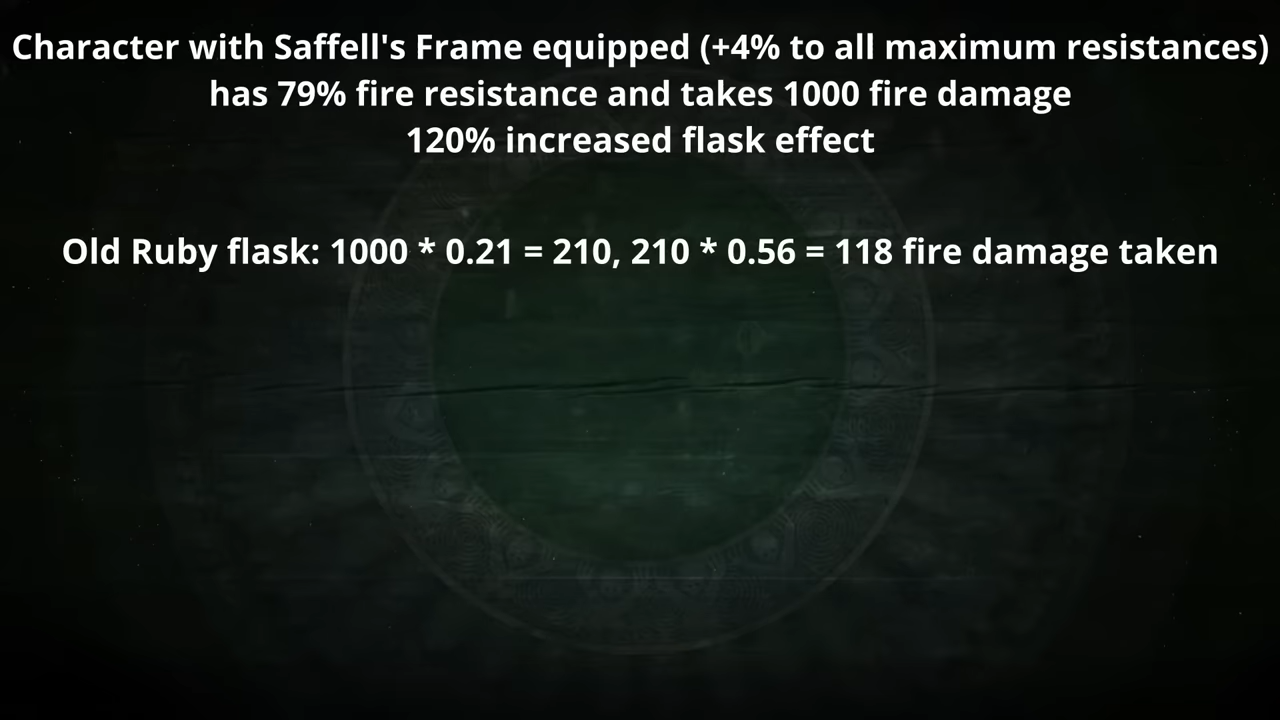 Character with Saffell's Frame equipped (+4% to all maximum resistances)
has 79% fire resistance and takes 1000 fire damage
120% increased flask effect
Old Ruby flask: 1000 * 0.21 = 210, 210 * 0.56 = 118 fire damage taken